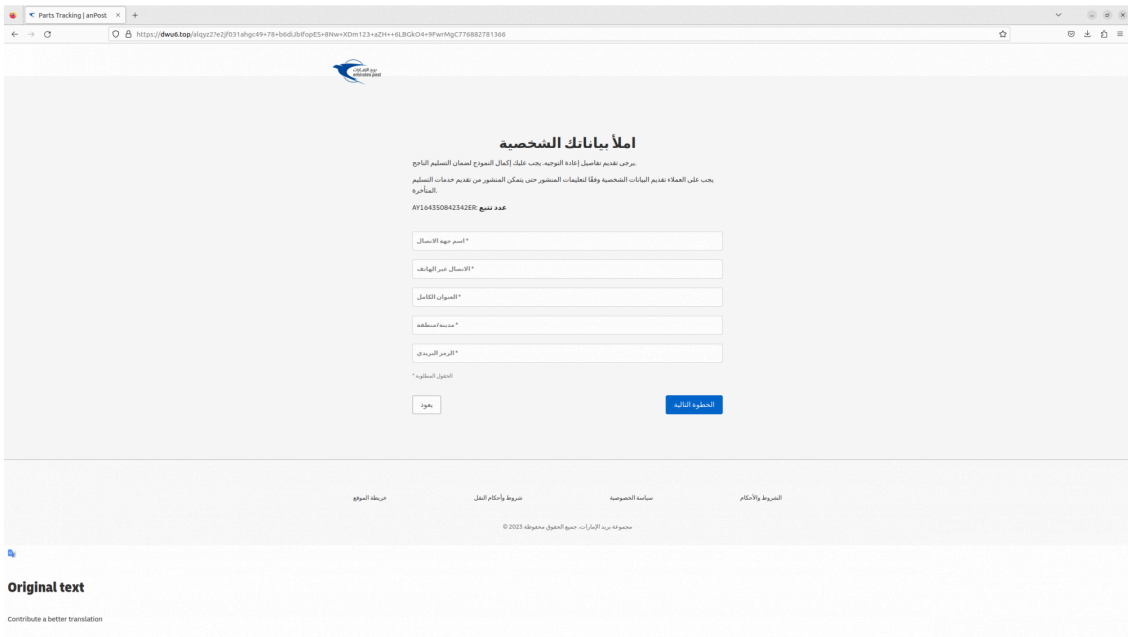 Parts Tracking | anPost
https://dwu6.top/alqyz2?e2jf031ahgc49+78+b6diJbIfopES+8Nw+XDm123+aZH++6LBGkO4+9FwrMgC776882781366
بريد الإمارات
emirates post
املأ بياناتك الشخصية
يرجى تقديم تفاصيل إعادة التوجيه. يجب عليك إكمال النموذج لضمان التسليم الناجح.
يجب على العملاء تقديم البيانات الشخصية وفقًا لتعليمات المنشور حتى يتمكن المنشور من تقديم خدمات التسليم
المتأخرة.
عدد تتبع :AY164350842342ER
اسم جهة الاتصال *
الاتصال عبر الهاتف *
العنوان الكامل *
مدينة/منطقة *
الرمز البريدي *
الحقول المطلوبة *
يعود
الخطوة التالية
خريطة الموقع
شروط وأحكام النقل
سياسة الخصوصية
الشروط والأحكام
مجموعة بريد الإمارات. جميع الحقوق محفوظة 2023 ©
Original text
Contribute a better translation